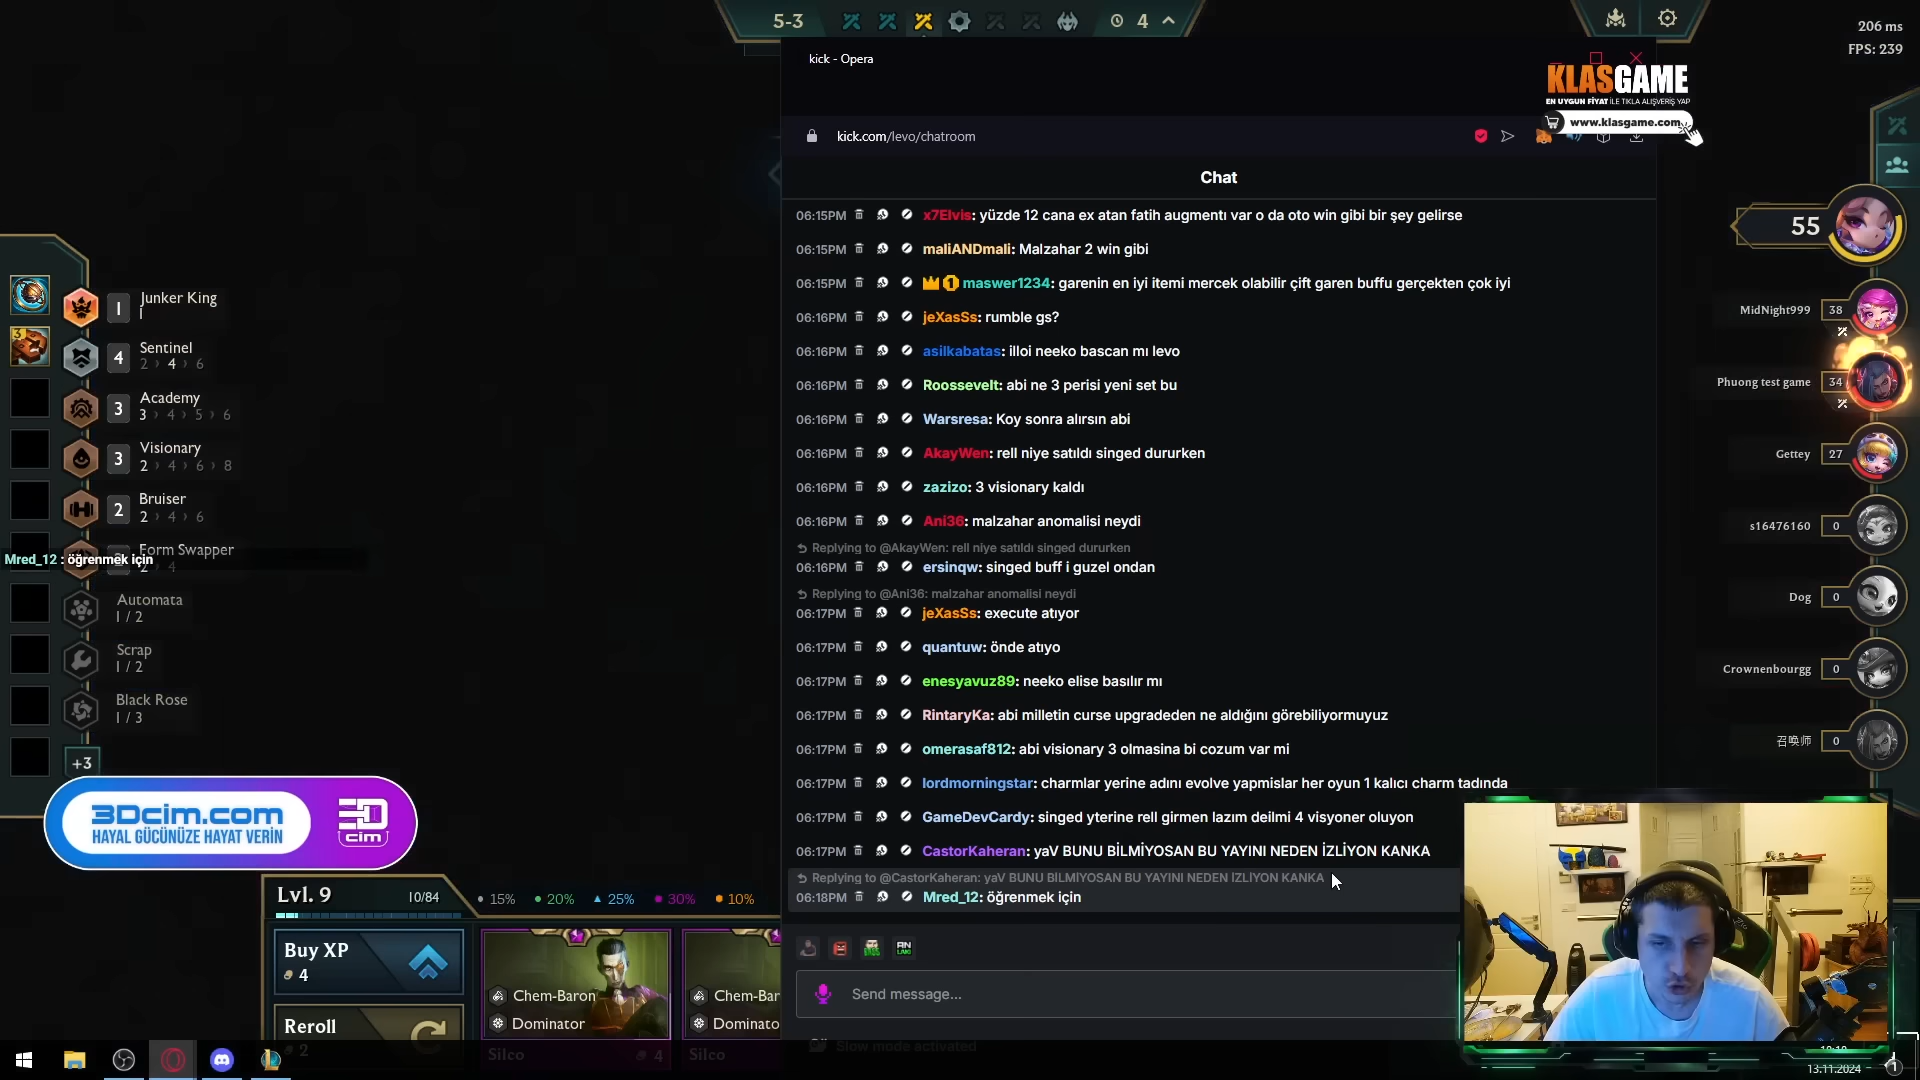 5-3
4
206 ms
FPS: 239
kick - Opera
KLASGAME
EN UYGUN FİYAT İLE TIKLA ALIŞVERİŞ YAP
www.klasgame.com
kick.com/levo/chatroom
Chat
06:15PM x7Elvis: yüzde 12 cana ex atan fatih augmentı var o da oto win gibi bir şey gelirse
06:15PM maliANDmali: Malzahar 2 win gibi
06:15PM 1 maswer1234: garenin en iyi itemi mercek olabilir çift garen buffu gerçekten çok iyi
06:16PM jeXasSs: rumble gs?
06:16PM asilkabatas: illoi neeko bascan mı levo
06:16PM Roossevelt: abi ne 3 perisi yeni set bu
06:16PM Warsresa: Koy sonra alırsın abi
06:16PM AkayWen: rell niye satıldı singed dururken
06:16PM zazizo: 3 visionary kaldı
06:16PM Ani36: malzahar anomalisi neydi
Replying to @AkayWen: rell niye satıldı singed dururken
06:16PM ersinqw: singed buff i guzel ondan
Replying to @Ani36: malzahar anomalisi neydi
06:17PM jeXasSs: execute atıyor
06:17PM quantuw: önde atıyo
06:17PM enesyavuz89: neeko elise basılır mı
06:17PM RintaryKa: abi milletin curse upgradeden ne aldığını görebiliyormuyuz
06:17PM omerasaf812: abi visionary 3 olmasina bi cozum var mi
06:17PM lordmorningstar: charmlar yerine adını evolve yapmislar her oyun 1 kalıcı charm tadında
06:17PM GameDevCardy: singed yterine rell girmen lazım deilmi 4 visyoner oluyon
06:17PM CastorKaheran: yaV BUNU BİLMİYOSAN BU YAYINI NEDEN İZLİYON KANKA
Replying to @CastorKaheran: yaV BUNU BİLMİYOSAN BU YAYINI NEDEN İZLİYON KANKA
06:18PM Mred_12: öğrenmek için
Send message...
Slow mode activated
3
1 Junker King
1
4 Sentinel
2 › 4 › 6
3 Academy
3 › 4 › 5 › 6
3 Visionary
2 › 4 › 6 › 8
2 Bruiser
2 › 4 › 6
Form Swapper
2 › 4
Mred_12 : öğrenmek için
Automata
1 / 2
Scrap
1 / 2
Black Rose
1 / 3
+3
3Dcim.com
HAYAL GÜCÜNÜZE HAYAT VERİN
cim
Lvl. 9
10/84
15% 20% 25% 30% 10%
Buy XP
4
Reroll
2
Chem-Baron
Dominator
Silco 4
Chem-Bar
Dominato
Silco
55
MidNight999 38
Phuong test game 34
Gettey 27
s16476160 0
Dog 0
Crownenbourgg 0
召唤师 0
13.11.2024
1